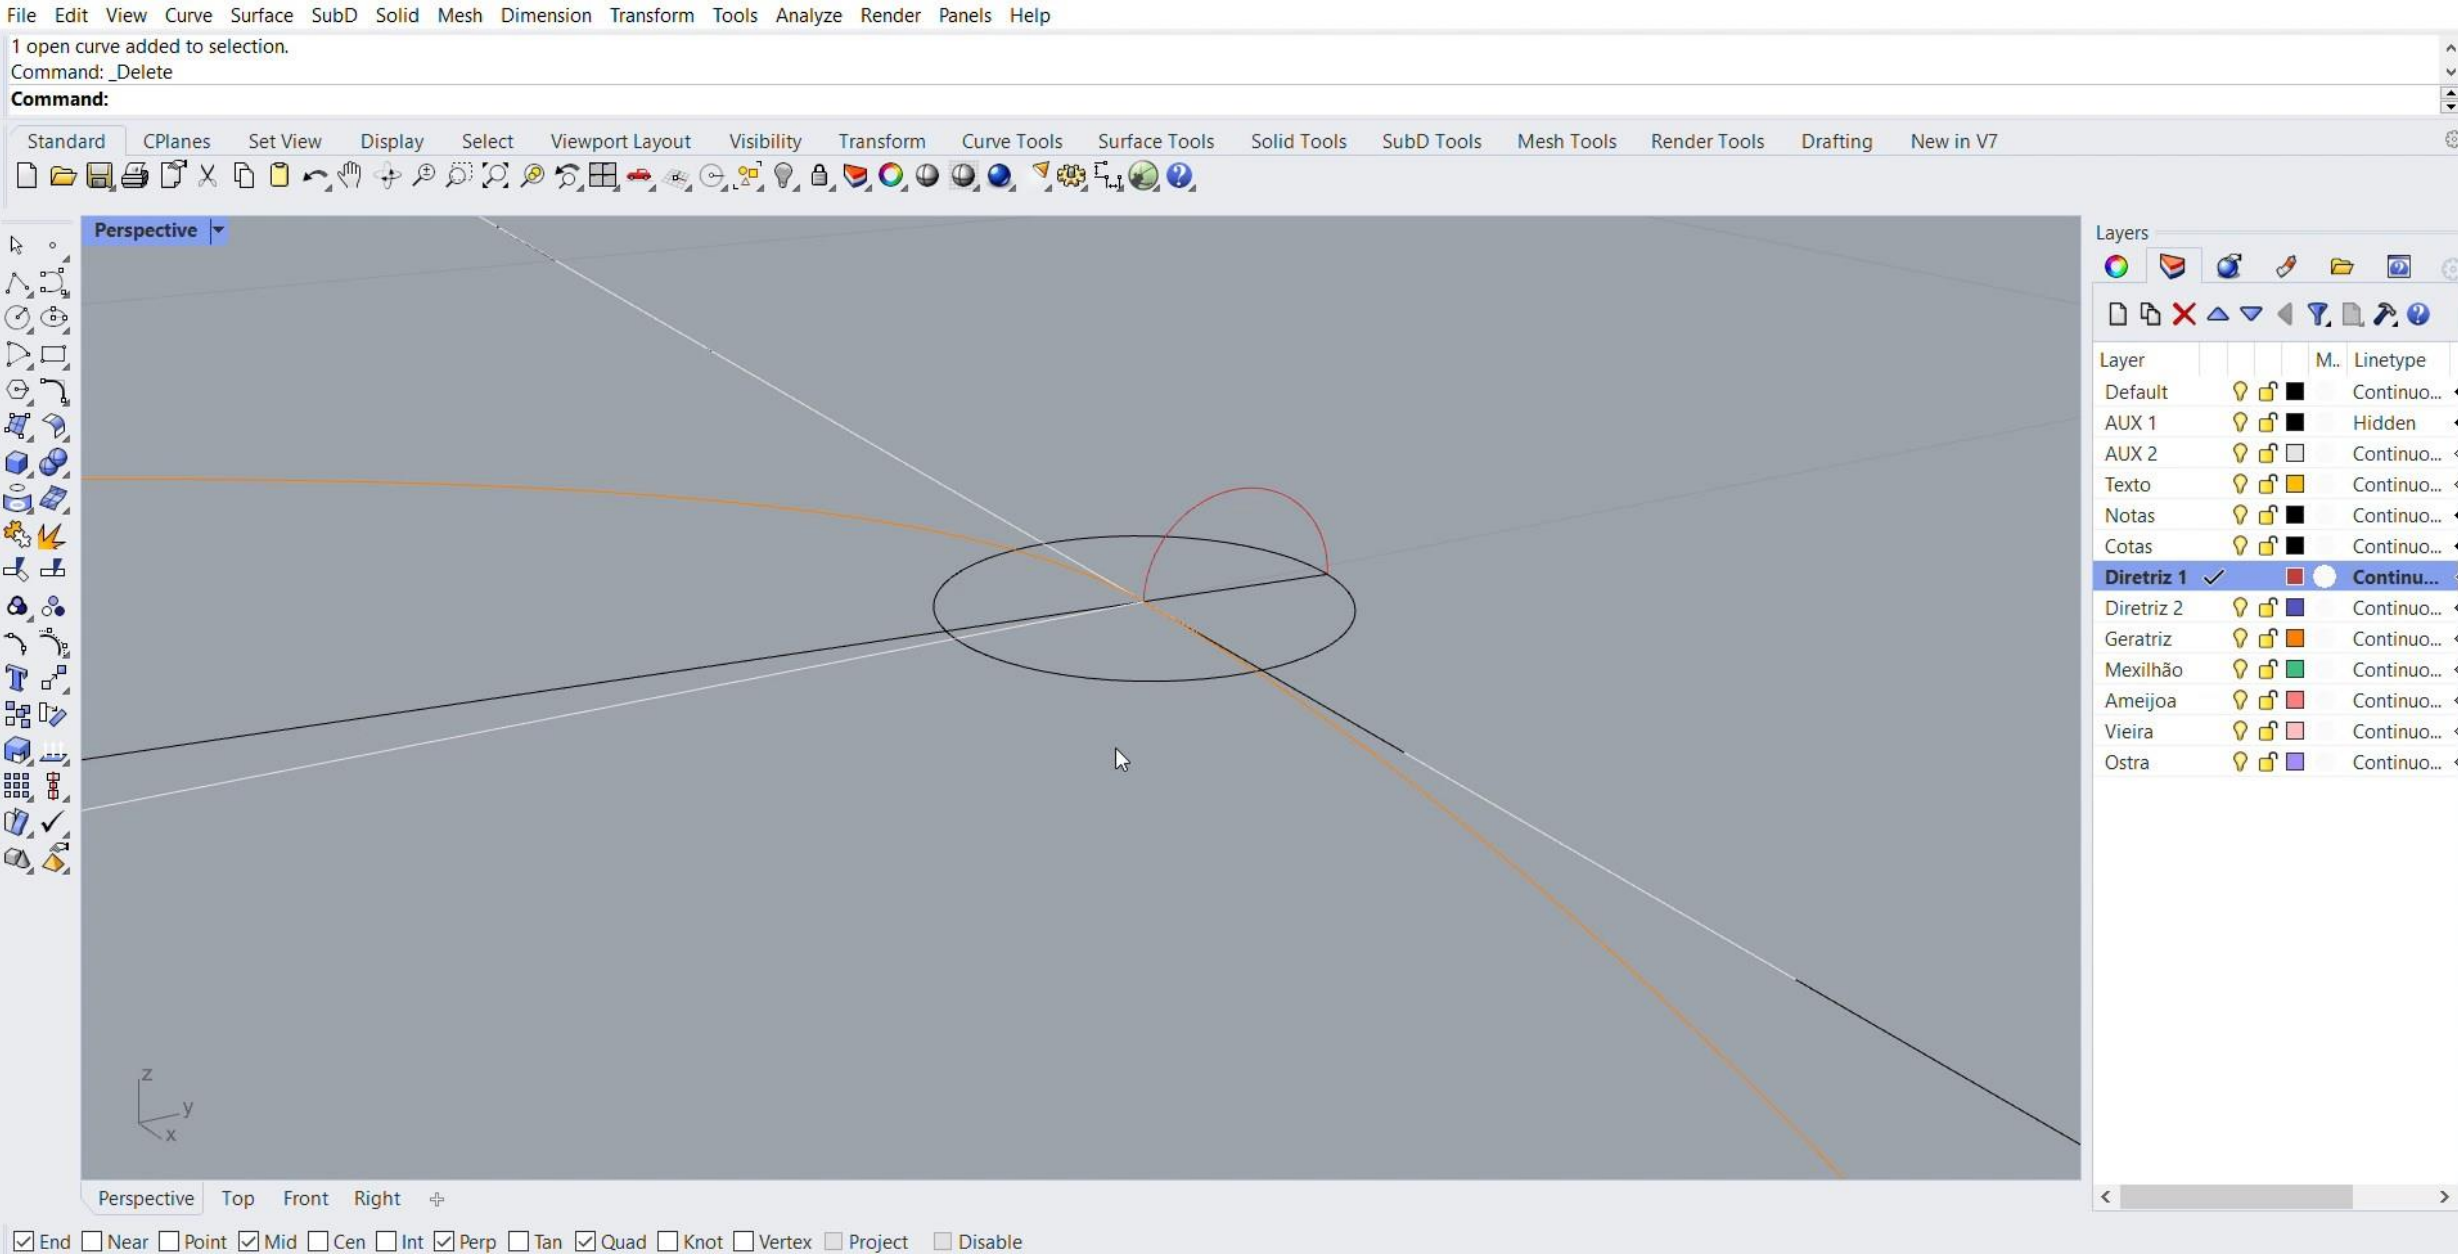 File Edit View Curve Surface SubD Solid Mesh Dimension Transform Tools Analyze Render Panels Help
1 open curve added to selection.
Command: _Delete
Command:
Standard CPlanes Set View Display Select Viewport Layout Visibility Transform Curve Tools Surface Tools Solid Tools SubD Tools Mesh Tools Render Tools Drafting New in V7
Perspective
Layers
Layer M.. Linetype
Default Continuo...
AUX 1 Hidden
AUX 2 Continuo...
Texto Continuo...
Notas Continuo...
Cotas Continuo...
Diretriz 1 Continu...
Diretriz 2 Continuo...
Geratriz Continuo...
Mexilhão Continuo...
Ameijoa Continuo...
Vieira Continuo...
Ostra Continuo...
z
y
x
Perspective Top Front Right
End Near Point Mid Cen Int Perp Tan Quad Knot Vertex Project Disable